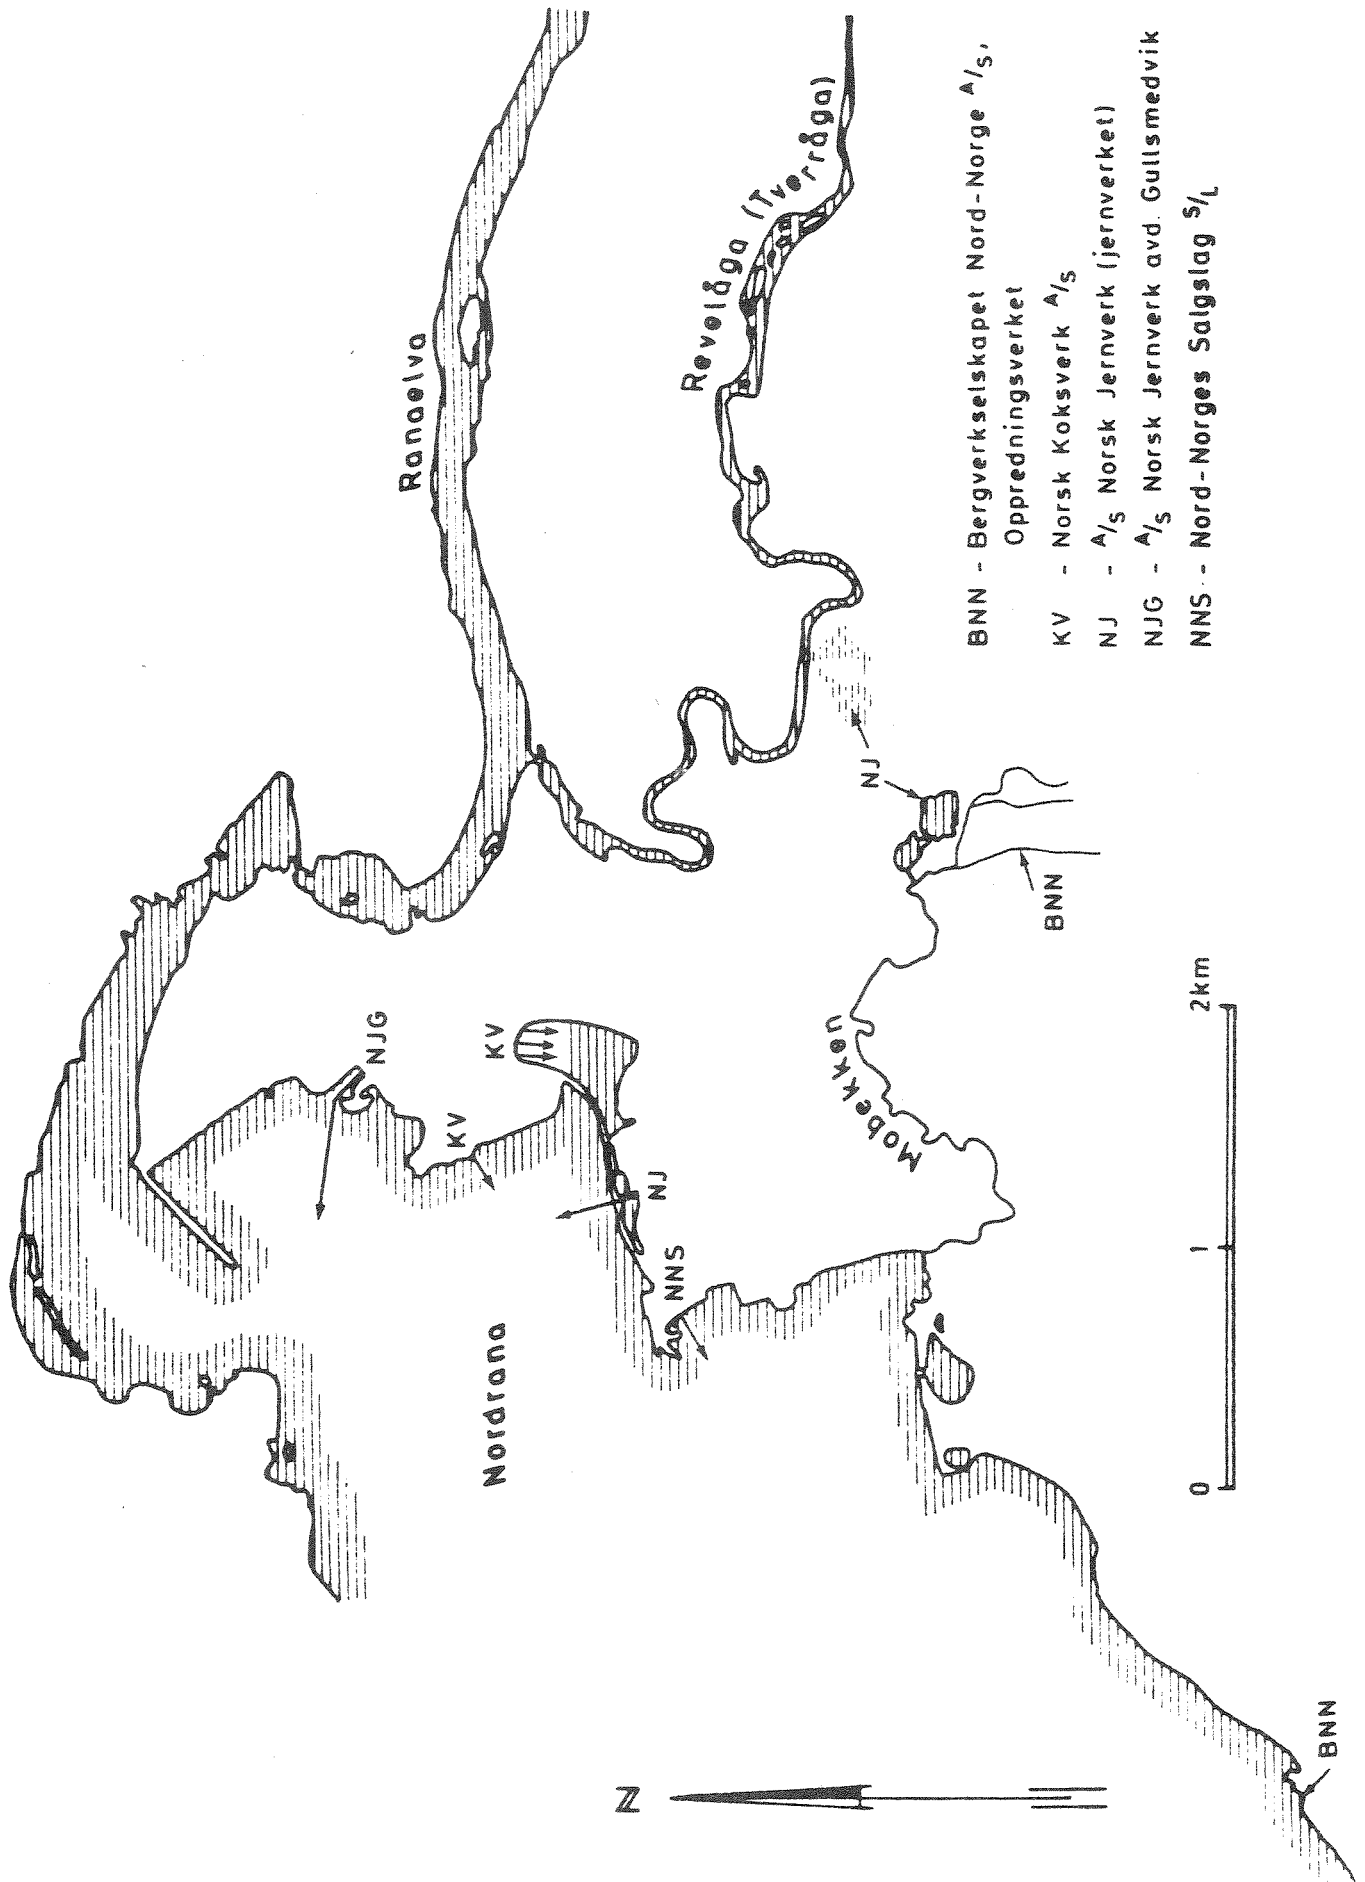 Ranaelva
Revelåga (Tverråga)
NJG
KV
KV
NJ
NNS
Nordrana
NJ
BNN
Mobekken
N
BNN
0 1 2km
BNN - Bergverkselskapet Nord-Norge A/S,
Oppredningsverket
KV - Norsk Koksverk A/S
NJ - A/S Norsk Jernverk (jernverket)
NJG - A/S Norsk Jernverk avd. Gullsmedvik
NNS - Nord-Norges Salgslag S/L